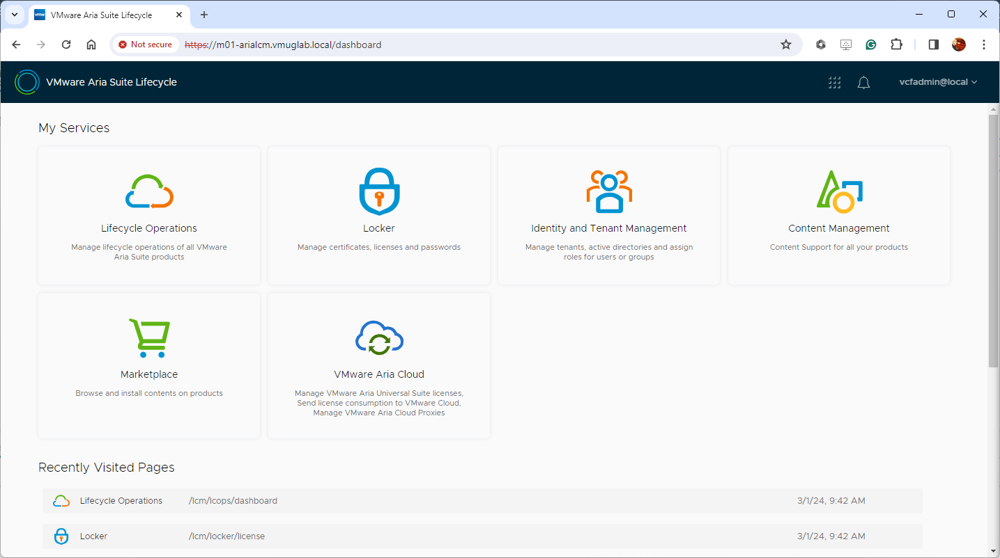 vmw VMware Aria Suite Lifecycle
Not secure https://m01-arialcm.vmuglab.local/dashboard
VMware Aria Suite Lifecycle
vcfadmin@local
My Services
Lifecycle Operations
Manage lifecycle operations of all VMware
Aria Suite products
Locker
Manage certificates, licenses and passwords
Identity and Tenant Management
Manage tenants, active directories and assign
roles for users or groups
Content Management
Content Support for all your products
Marketplace
Browse and install contents on products
VMware Aria Cloud
Manage VMware Aria Universal Suite licenses,
Send license consumption to VMware Cloud,
Manage VMware Aria Cloud Proxies
Recently Visited Pages
Lifecycle Operations /lcm/lcops/dashboard 3/1/24, 9:42 AM
Locker /lcm/locker/license 3/1/24, 9:42 AM